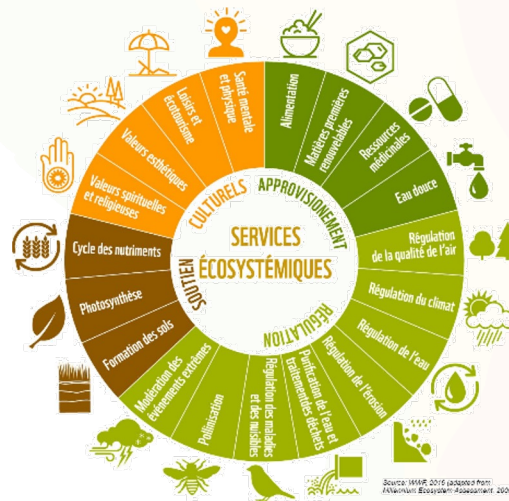 SERVICES
ÉCOSYSTÉMIQUES
APPROVISIONEMENT
Alimentation
Matières premières
renouvelables
Ressources
médicinales
Eau douce
RÉGULATION
Régulation
de la qualité de l'air
Régulation du climat
Régulation de l'eau
Régulation de l'érosion
Purification de l'eau et
traitementdes déchets
Régulation des maladies
et des nuisibles
Pollinisation
Modération des
événements extrêmes
SOUTIEN
Formation des sols
Photosynthèse
Cycle des nutriments
CULTURELS
Valeurs spirituelles
et religieuses
Valeurs esthétiques
Loisirs et
écotourisme
Santé mentale
et physique
Source: WWF, 2016 (adapted from
Millennium Ecosystem Assessment,